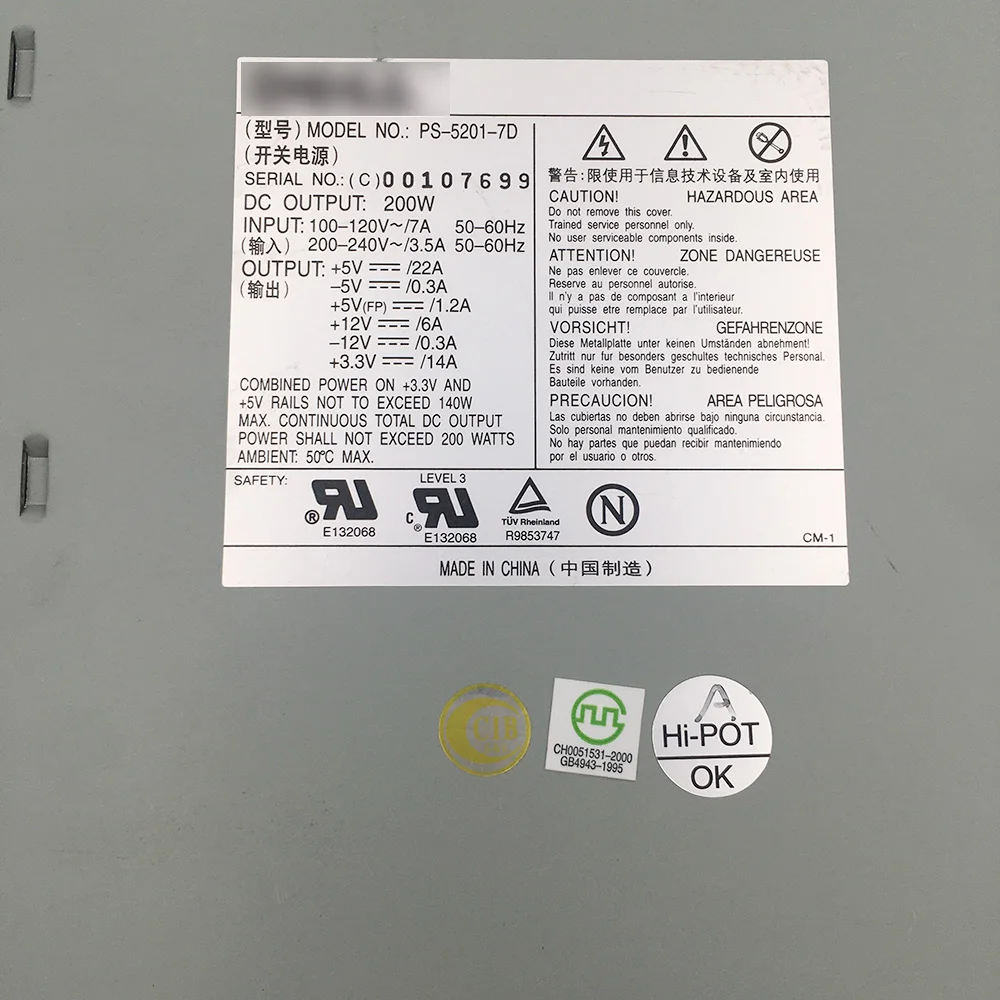 (型号) MODEL NO.: PS-5201-7D
(开关电源)
SERIAL NO.: (C) 00107699
DC OUTPUT: 200W
INPUT: 100-120V~/7A 50-60Hz
(输入) 200-240V~/3.5A 50-60Hz
OUTPUT: +5V ⎓ /22A
(输出) -5V ⎓ /0.3A
+5V(FP) ⎓ /1.2A
+12V ⎓ /6A
-12V ⎓ /0.3A
+3.3V ⎓ /14A
COMBINED POWER ON +3.3V AND
+5V RAILS NOT TO EXCEED 140W
MAX. CONTINUOUS TOTAL DC OUTPUT
POWER SHALL NOT EXCEED 200 WATTS
AMBIENT: 50℃ MAX.
警告: 限使用于信息技术设备及室内使用
CAUTION! HAZARDOUS AREA
Do not remove this cover.
Trained service personnel only.
No user serviceable components inside.
ATTENTION! ZONE DANGEREUSE
Ne pas enlever ce couvercle.
Reserve au personnel autorise.
Il n'y a pas de composant a l'interieur
qui puisse etre remplace par l'utilisateur.
VORSICHT! GEFAHRENZONE
Diese Metallplatte unter keinen Umständen abnehment!
Zutritt nur fur besonders geschultes technisches Personal.
Es sind keine vom Benutzer zu bedienende
Bauteile vorhanden.
PRECAUCION! AREA PELIGROSA
Las cubiertas no deben abrirse bajo ninguna circunstancia.
Solo personal mantenimiento qualificado.
No hay partes que puedan recibir mantenimiendo
por el usuario o otros.
SAFETY:
E132068
LEVEL 3
E132068
TÜV Rheinland
R9853747
N
CM-1
MADE IN CHINA (中国制造)
CH0051531-2000
GB4943-1995
Hi-POT
OK